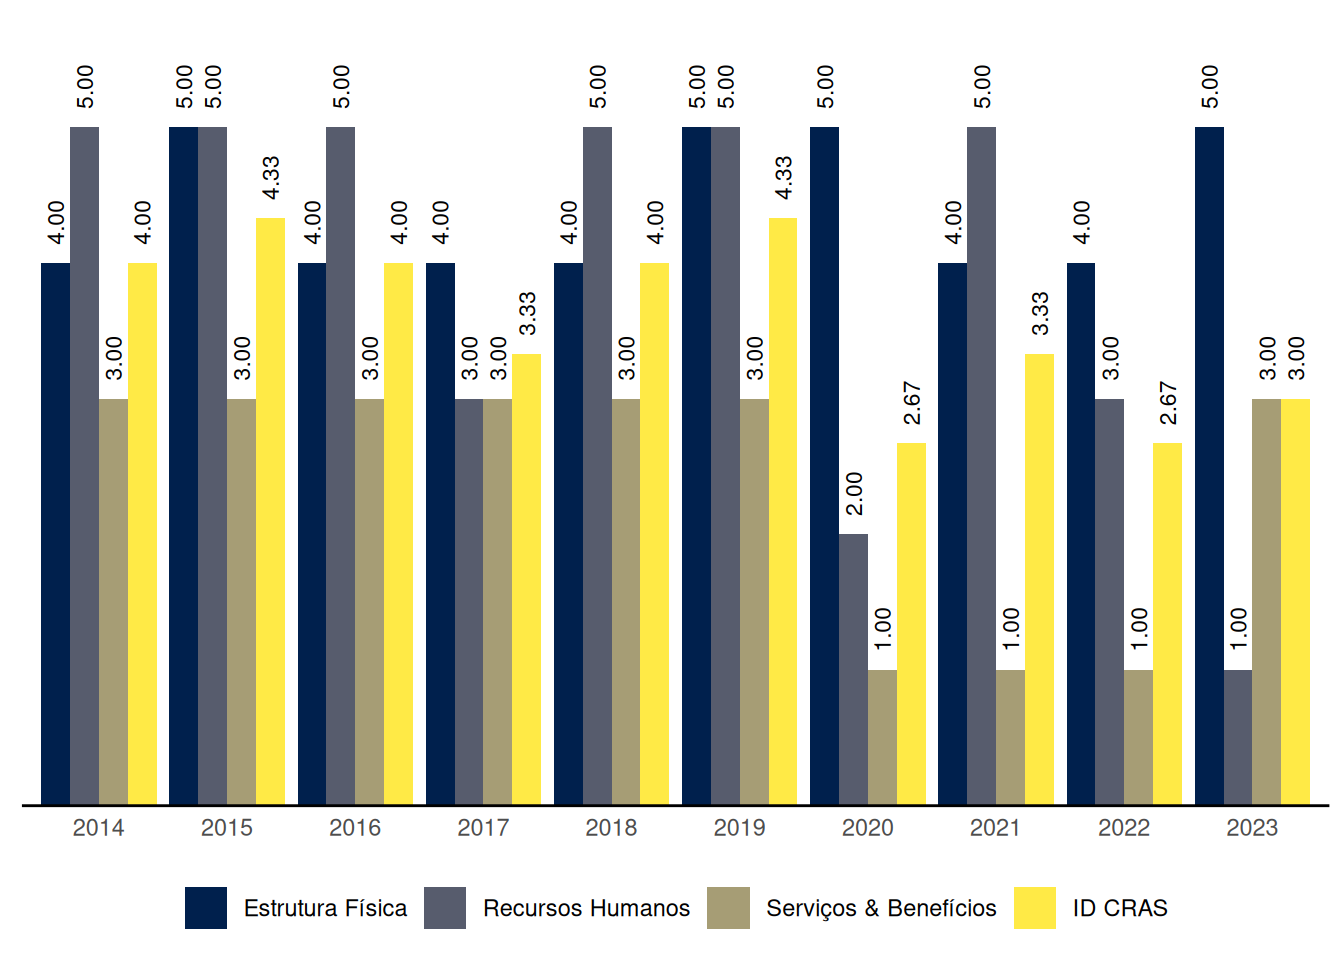 4.00 5.00 3.00 4.00
5.00 5.00 3.00 4.33
4.00 5.00 3.00 4.00
4.00 3.00 3.00 3.33
4.00 5.00 3.00 4.00
5.00 5.00 3.00 4.33
5.00 2.00 1.00 2.67
4.00 5.00 1.00 3.33
4.00 3.00 1.00 2.67
5.00 1.00 3.00 3.00
2014 2015 2016 2017 2018 2019 2020 2021 2022 2023
Estrutura Física Recursos Humanos Serviços & Benefícios ID CRAS